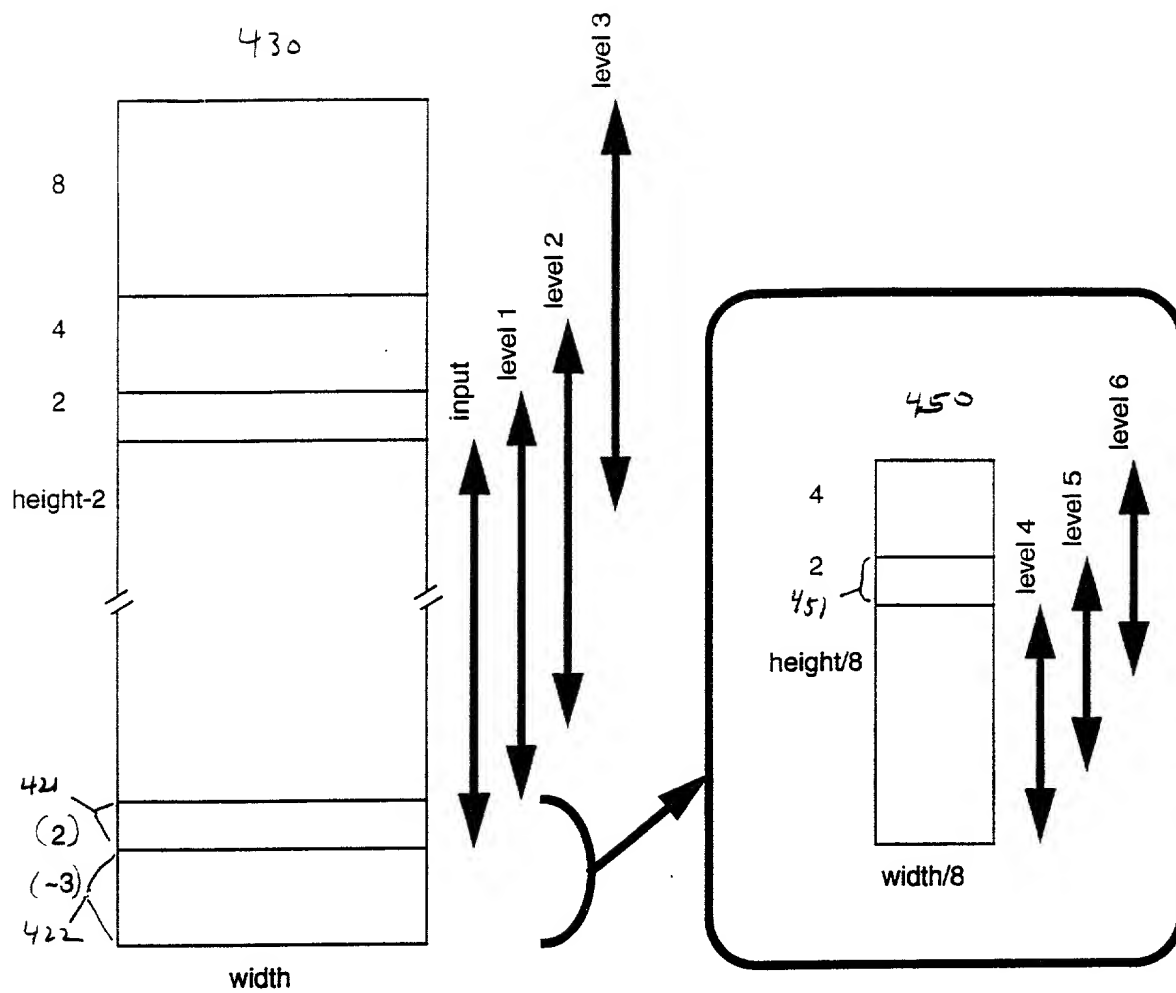 430
level 3
8
level 2
4
level 1
2
input
height-2
450
level 6
4
level 5
2
level 4
451
height/8
421
(2)
width/8
(~3)
422
width